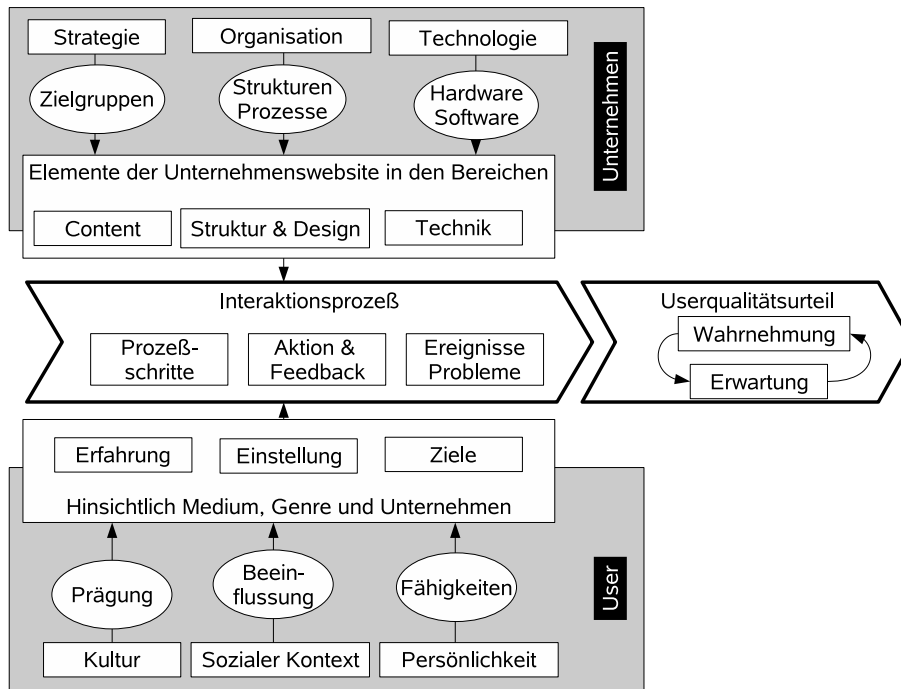 Strategie
Organisation
Technologie
Unternehmen
Zielgruppen
Strukturen
Prozesse
Hardware
Software
Elemente der Unternehmenswebsite in den Bereichen
Content
Struktur & Design
Technik
Interaktionsprozeß
Prozeß-
schritte
Aktion &
Feedback
Ereignisse
Probleme
Userqualitätsurteil
Wahrnehmung
Erwartung
Erfahrung
Einstellung
Ziele
Hinsichtlich Medium, Genre und Unternehmen
Prägung
Beein-
flussung
Fähigkeiten
User
Kultur
Sozialer Kontext
Persönlichkeit